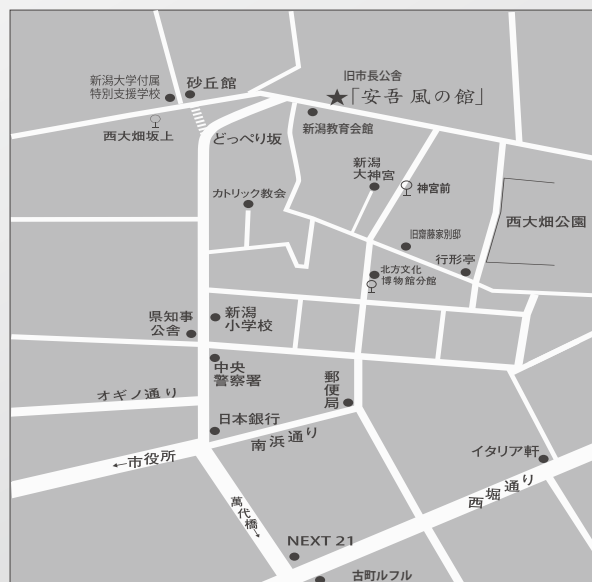 旧市長公舎
★「安吾 風の館」
新潟大学付属
特別支援学校
砂丘館
西大畑坂上
どっぺり坂
新潟教育会館
新潟
大神宮
神宮前
カトリック教会
西大畑公園
旧齋藤家別邸
行形亭
北方文化
博物館分館
県知事
公舎
新潟
小学校
中央
警察署
郵便局
オギノ通り
日本銀行
南浜通り
←市役所
イタリア軒
西堀通り
萬代橋→
NEXT 21
古町ルフル